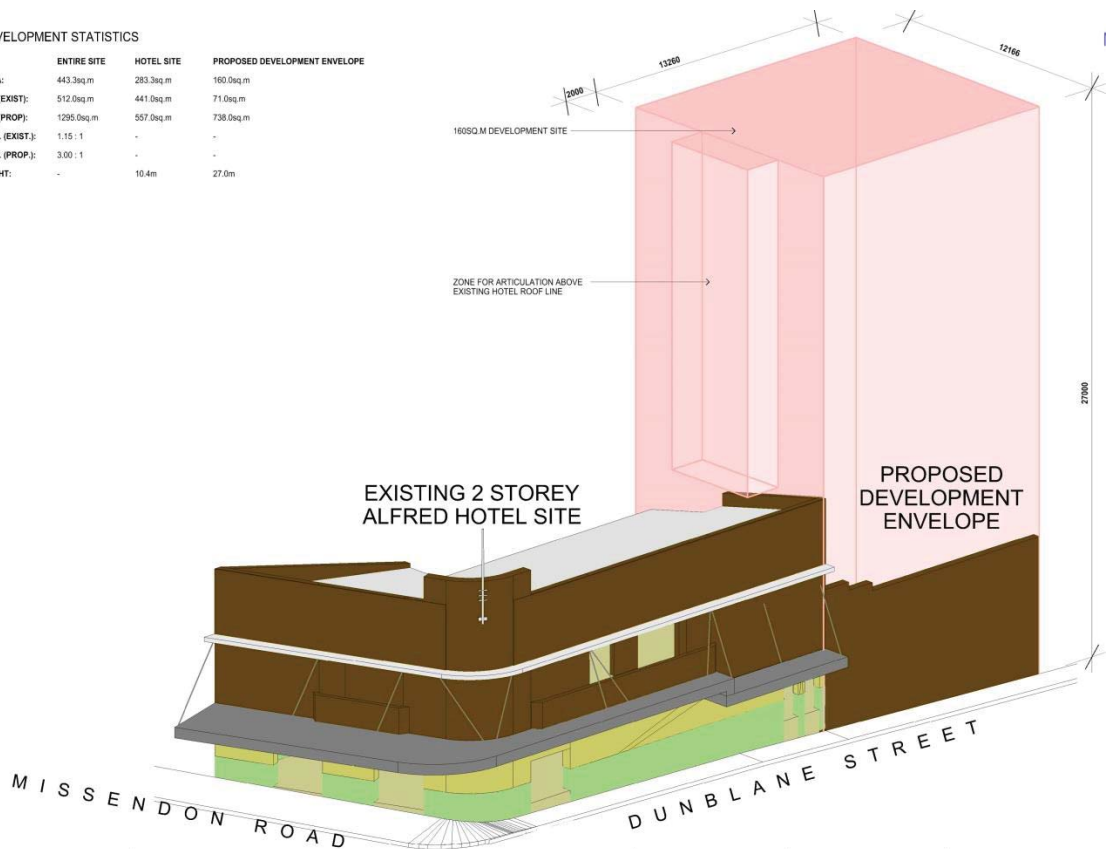 VELOPMENT STATISTICS
ENTIRE SITE HOTEL SITE PROPOSED DEVELOPMENT ENVELOPE
A: 443.3sq.m 283.3sq.m 160.0sq.m
(EXIST): 512.0sq.m 441.0sq.m 71.0sq.m
(PROP): 1295.0sq.m 557.0sq.m 738.0sq.m
. (EXIST.): 1.15 : 1 - -
. (PROP.): 3.00 : 1 - -
HT: - 10.4m 27.0m
2000
13260
12166
27000
160SQ.M DEVELOPMENT SITE
ZONE FOR ARTICULATION ABOVE
EXISTING HOTEL ROOF LINE
EXISTING 2 STOREY
ALFRED HOTEL SITE
PROPOSED
DEVELOPMENT
ENVELOPE
MISSENDON ROAD
DUNBLANE STREET